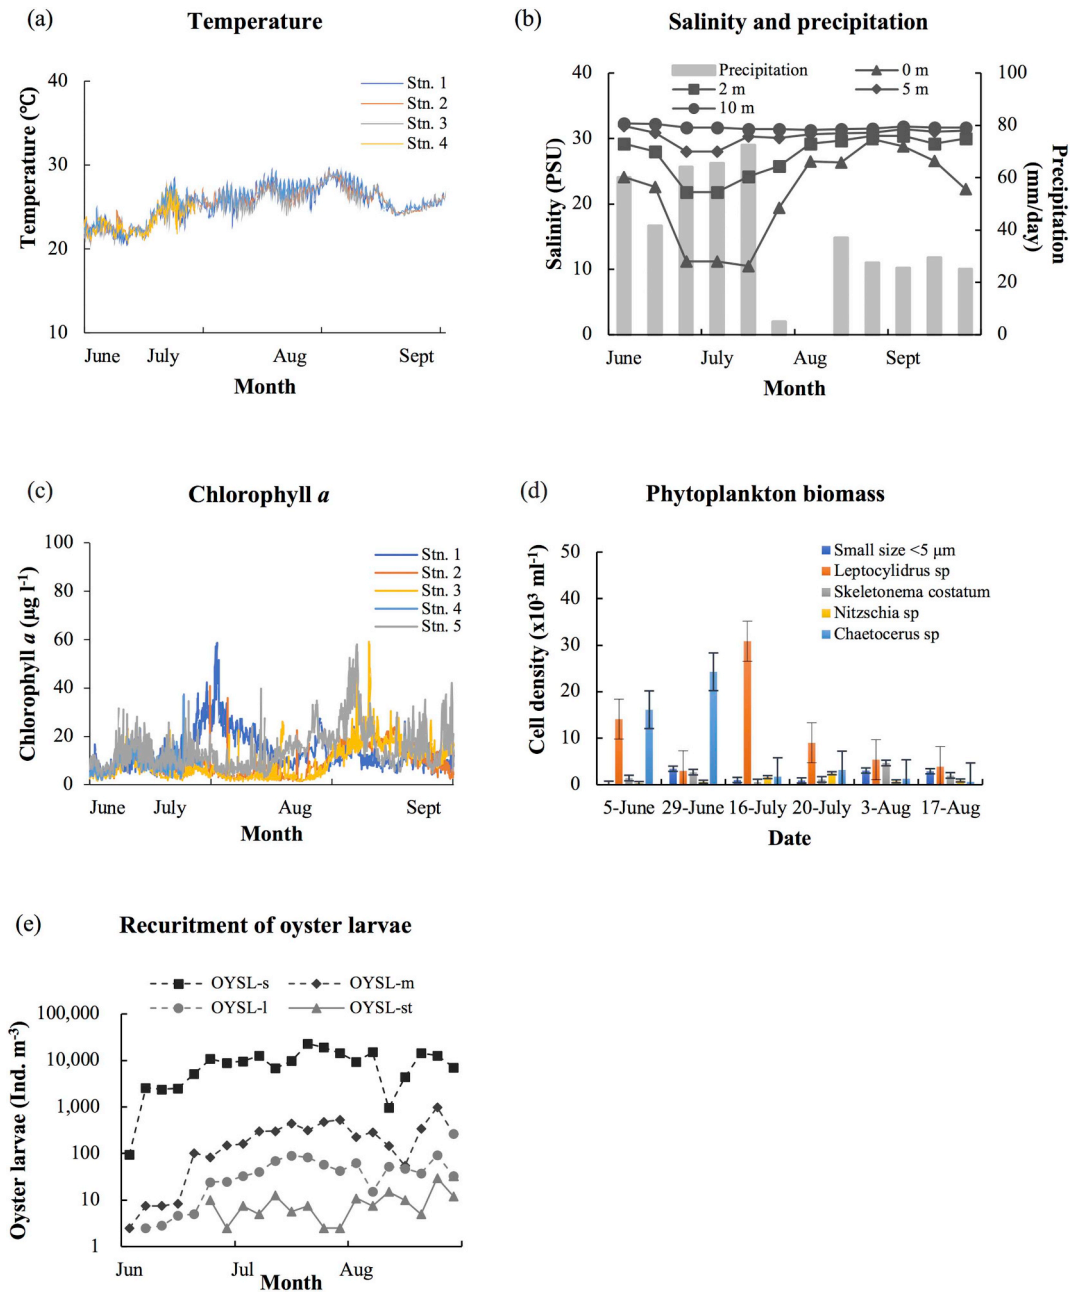 (a)
Temperature
Temperature (℃)
40
30
20
10
Stn. 1
Stn. 2
Stn. 3
Stn. 4
June July Aug Sept
Month
(b)
Salinity and precipitation
Salinity (PSU)
40
30
20
10
0
Precipitation 0 m
2 m 5 m
10 m
100
80
60
40
20
0
Precipitation
(mm/day)
June July Aug Sept
Month
(c)
Chlorophyll a
Chlorophyll a (µg l-1)
100
80
60
40
20
0
Stn. 1
Stn. 2
Stn. 3
Stn. 4
Stn. 5
June July Aug Sept
Month
(d)
Phytoplankton biomass
Cell density (x10³ ml-1)
50
40
30
20
10
0
Small size <5 µm
Leptocylidrus sp
Skeletonema costatum
Nitzschia sp
Chaetocerus sp
5-June 29-June 16-July 20-July 3-Aug 17-Aug
Date
(e)
Recuritment of oyster larvae
OYSL-s OYSL-m
OYSL-l OYSL-st
Oyster larvae (Ind. m-3)
100,000
10,000
1,000
100
10
1
Jun Jul Aug
Month